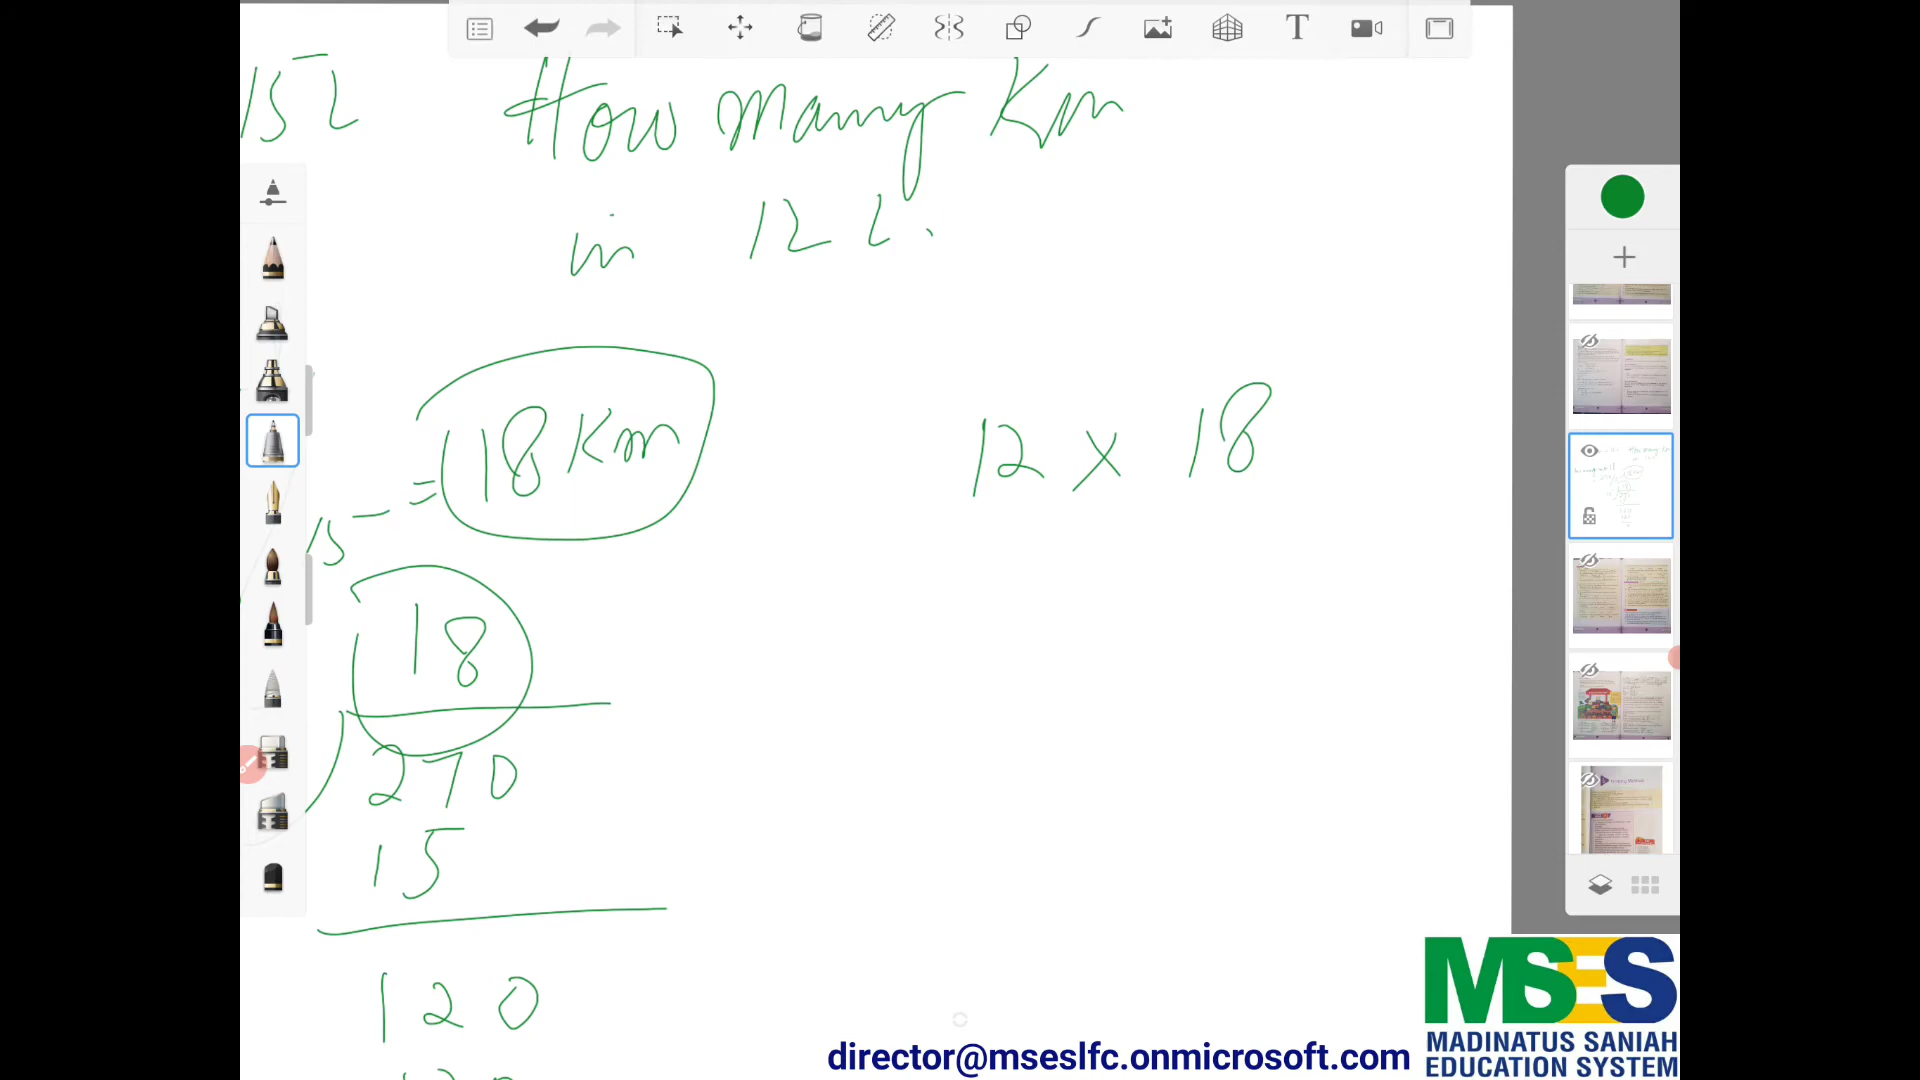 15 L How many Km
in 12 L.
= 18 Km 12 x 18
15
18
270
15
120
MSES
MADINATUS SANIAH
EDUCATION SYSTEM
director@mseslfc.onmicrosoft.com